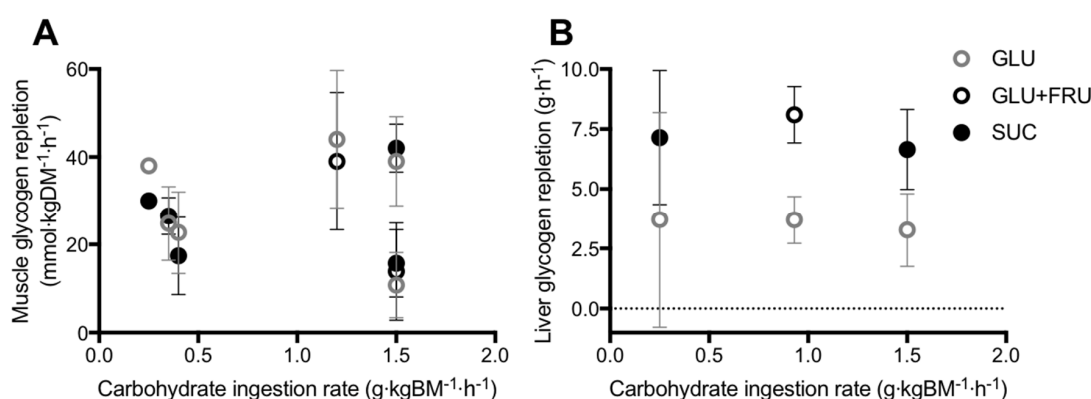 A
Muscle glycogen repletion
(mmol·kgDM⁻¹·h⁻¹)
60
40
20
0
0.0 0.5 1.0 1.5 2.0
Carbohydrate ingestion rate (g·kgBM⁻¹·h⁻¹)
B
Liver glycogen repletion (g·h⁻¹)
10.0
7.5
5.0
2.5
0.0
0.0 0.5 1.0 1.5 2.0
Carbohydrate ingestion rate (g·kgBM⁻¹·h⁻¹)
GLU
GLU+FRU
SUC